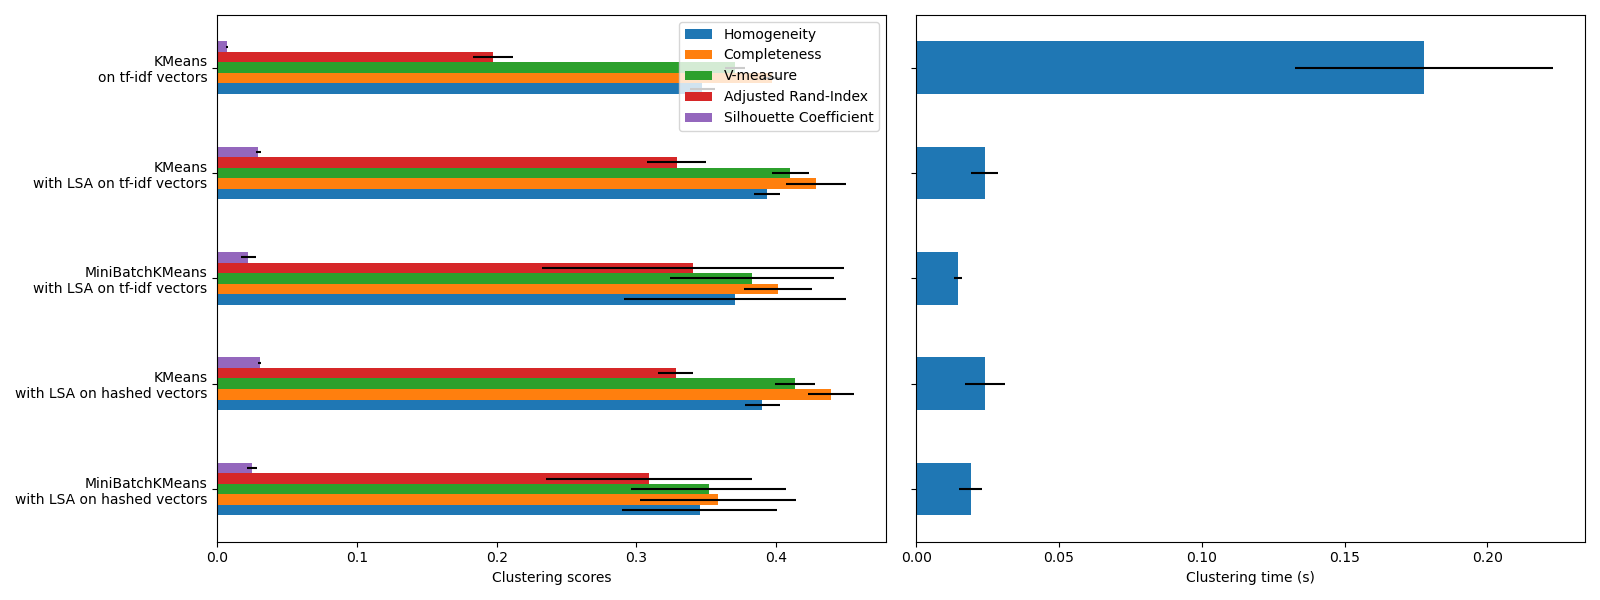 KMeans
on tf-idf vectors
KMeans
with LSA on tf-idf vectors
MiniBatchKMeans
with LSA on tf-idf vectors
KMeans
with LSA on hashed vectors
MiniBatchKMeans
with LSA on hashed vectors
Homogeneity
Completeness
V-measure
Adjusted Rand-Index
Silhouette Coefficient
0.0 0.1 0.2 0.3 0.4
Clustering scores
0.00 0.05 0.10 0.15 0.20
Clustering time (s)